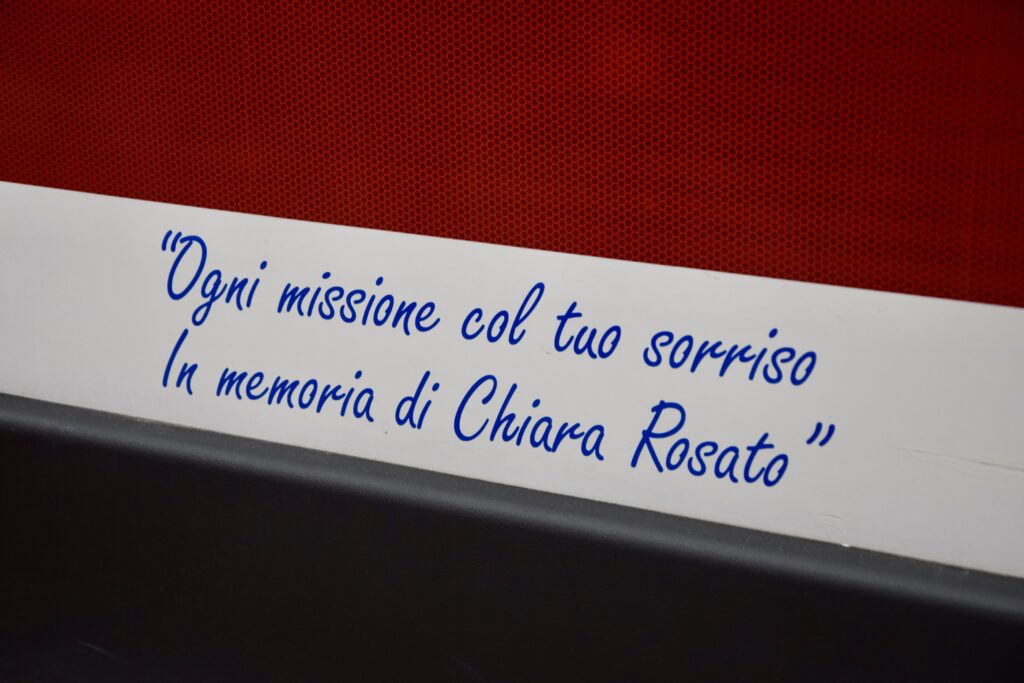 “Ogni missione col tuo sorriso
In memoria di Chiara Rosato”